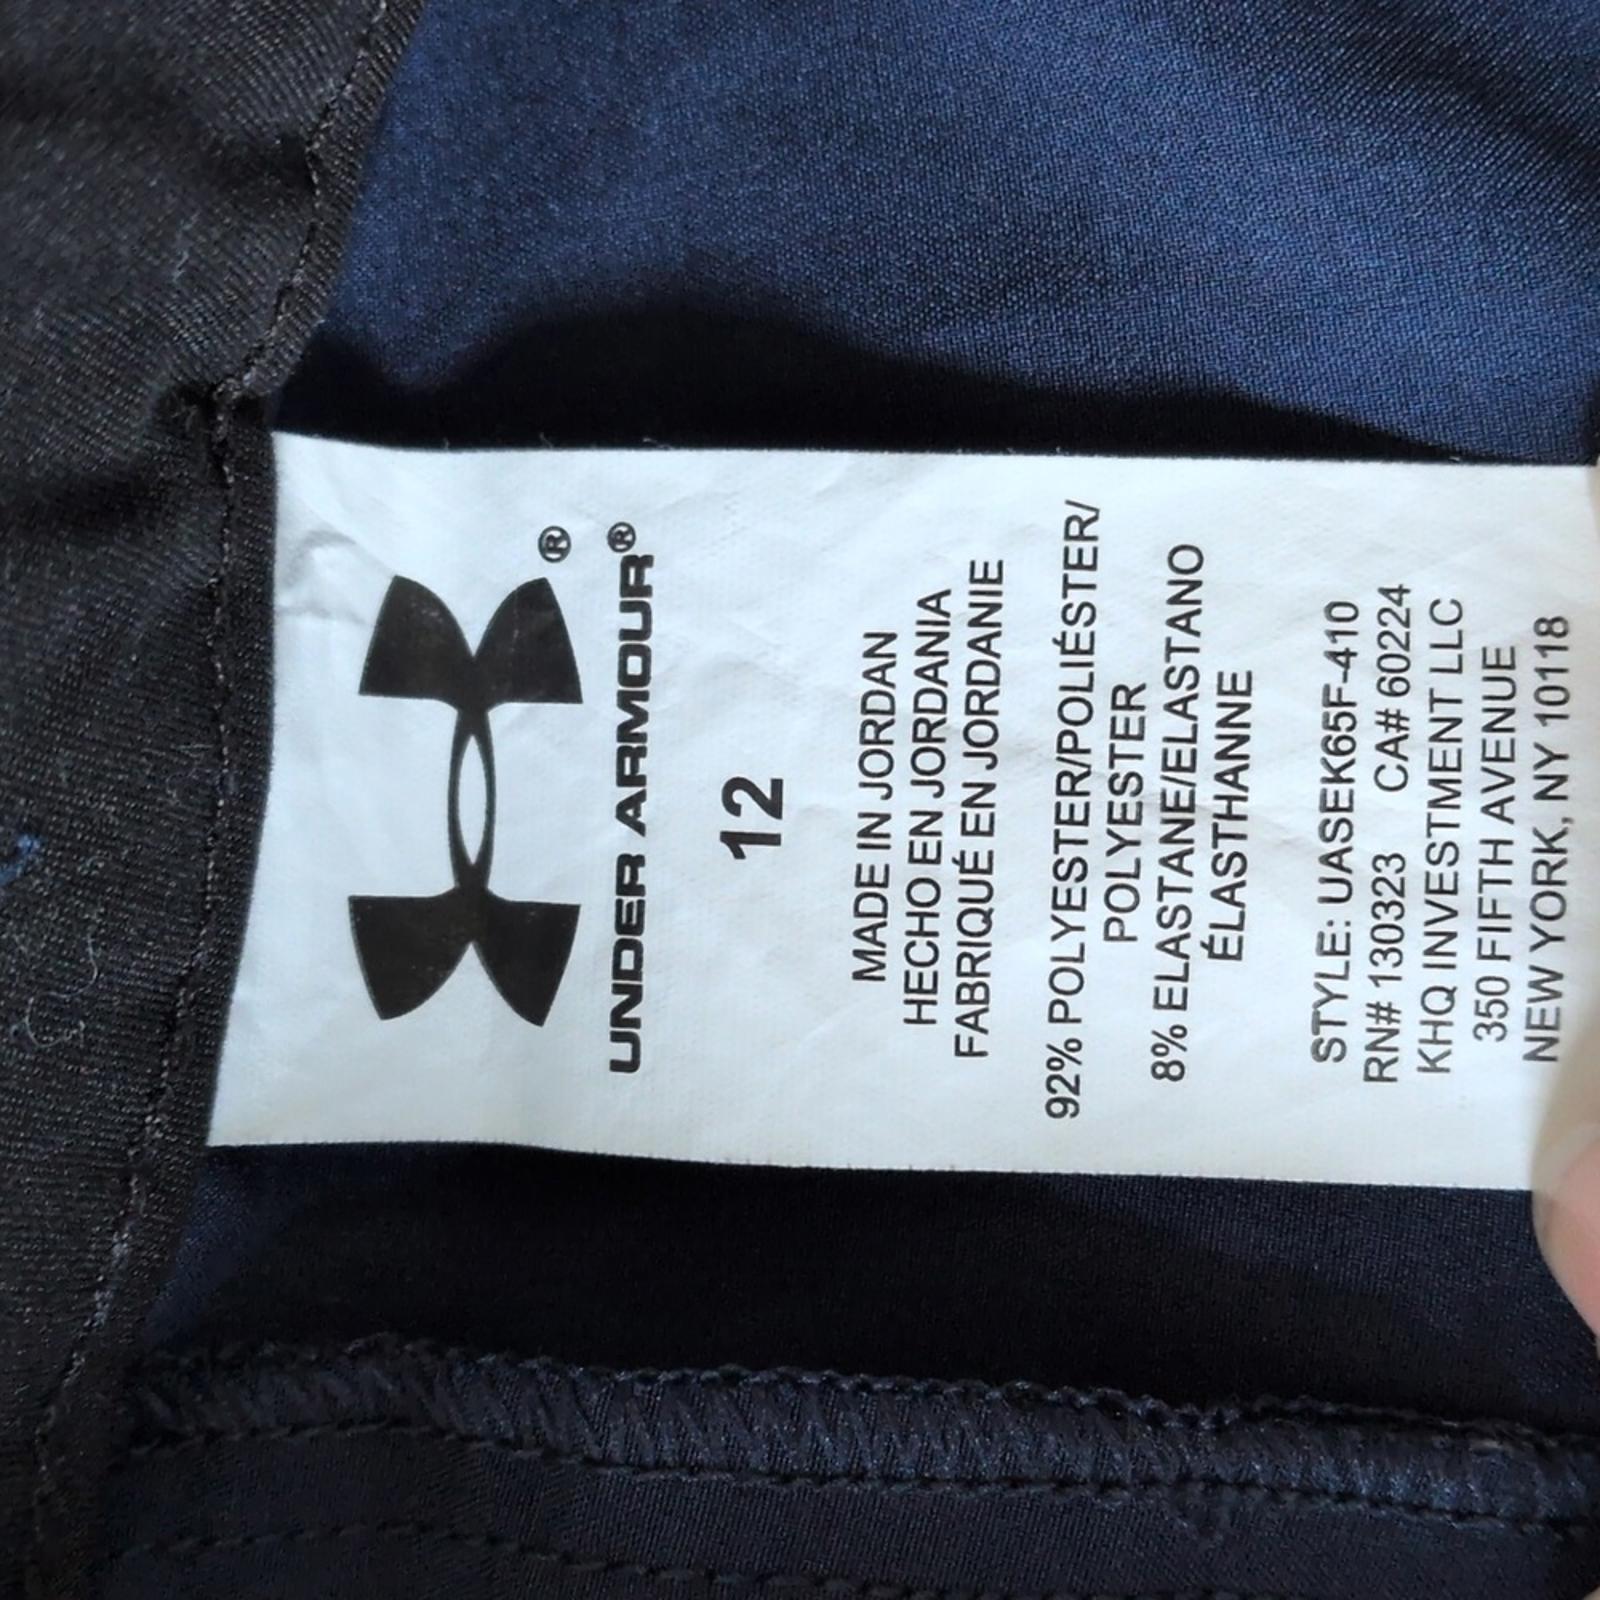 ®
UNDER ARMOUR®
12
MADE IN JORDAN
HECHO EN JORDANIA
FABRIQUÉ EN JORDANIE
92% POLYESTER/POLIÉSTER/
POLYESTER
8% ELASTANE/ELASTANO
ÉLASTHANNE
STYLE: UASEK65F-410
RN# 130323 CA# 60224
KHQ INVESTMENT LLC
350 FIFTH AVENUE
NEW YORK, NY 10118